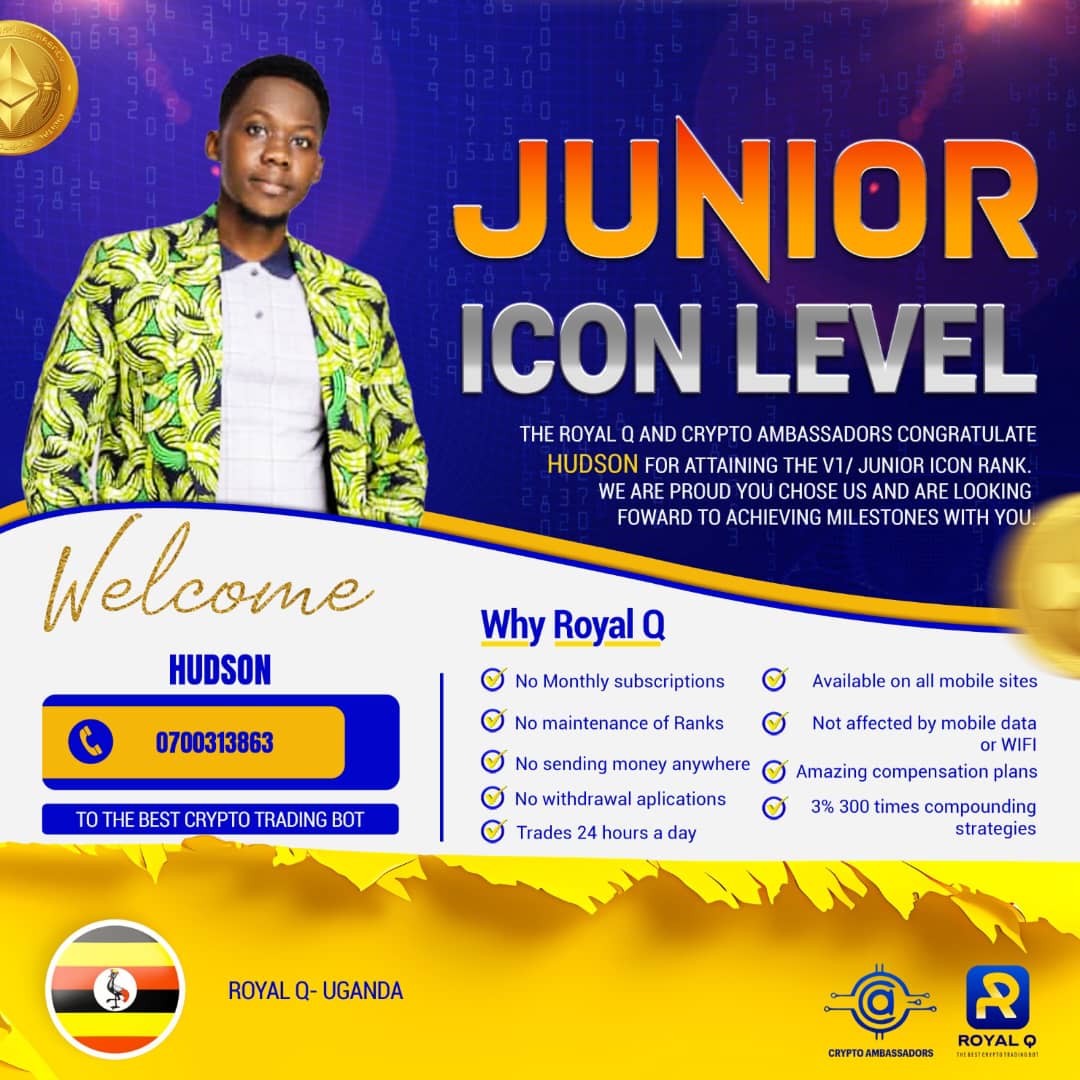 JUNIOR
ICON LEVEL
THE ROYAL Q AND CRYPTO AMBASSADORS CONGRATULATE
HUDSON FOR ATTAINING THE V1/ JUNIOR ICON RANK.
WE ARE PROUD YOU CHOSE US AND ARE LOOKING
FOWARD TO ACHIEVING MILESTONES WITH YOU.
Welcome
HUDSON
0700313863
TO THE BEST CRYPTO TRADING BOT
Why Royal Q
No Monthly subscriptions
No maintenance of Ranks
No sending money anywhere
No withdrawal aplications
Trades 24 hours a day
Available on all mobile sites
Not affected by mobile data
or WIFI
Amazing compensation plans
3% 300 times compounding
strategies
ROYAL Q- UGANDA
CRYPTO AMBASSADORS
ROYAL Q
THE BEST CRYPTO TRADING BOT